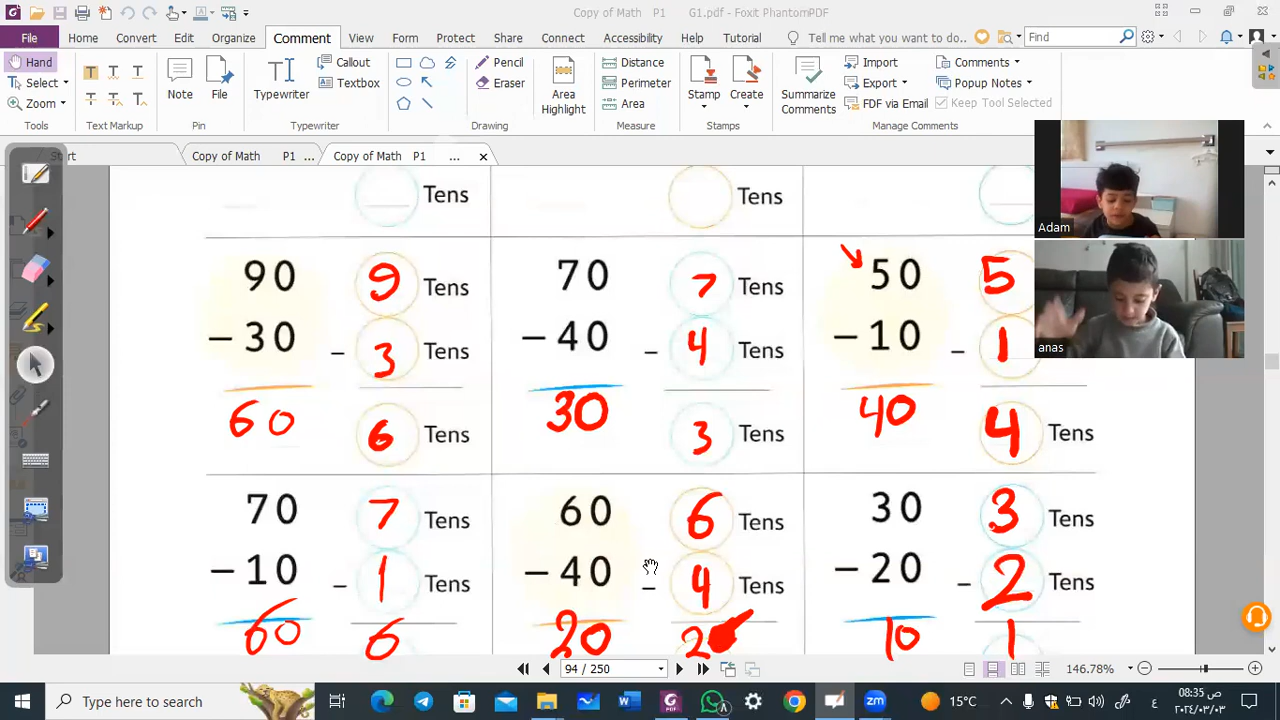 Copy of Math P1 G1.pdf - Foxit PhantomPDF
File Home Convert Edit Organize Comment View Form Protect Share Connect Accessibility Help Tutorial Tell me what you want to do.. Find
Hand Select Zoom Tools
Text Markup
Note File Pin
Typewriter Callout Textbox Typewriter
Pencil Eraser Drawing
Area Highlight Distance Perimeter Area Measure
Stamp Create Stamps
Summarize Comments Import Export FDF via Email Comments Popup Notes Keep Tool Selected Manage Comments
Start Copy of Math P1 ... Copy of Math P1 ...
Tens Tens
Adam
anas
90 9 Tens 70 7 Tens 50 5
-30 - 3 Tens -40 - 4 Tens -10 - 1
60 6 Tens 30 3 Tens 40 4 Tens
70 7 Tens 60 6 Tens 30 3 Tens
-10 - 1 Tens -40 - 4 Tens -20 - 2 Tens
60 6 20 2 10 1
94 / 250 146.78%
Type here to search 15°C ع 08:35 ص
٢٠٢٤/٠٣/٠٣